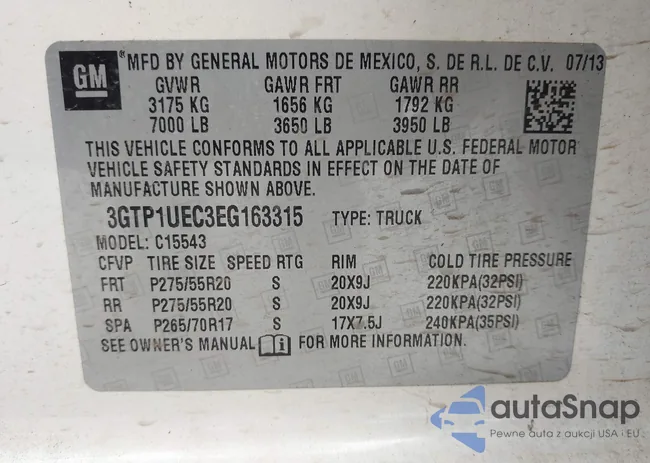 GM
MFD BY GENERAL MOTORS DE MEXICO, S. DE R.L. DE C.V. 07/13
GVWR GAWR FRT GAWR RR
3175 KG 1656 KG 1792 KG
7000 LB 3650 LB 3950 LB
THIS VEHICLE CONFORMS TO ALL APPLICABLE U.S. FEDERAL MOTOR
VEHICLE SAFETY STANDARDS IN EFFECT ON THE DATE OF
MANUFACTURE SHOWN ABOVE.
3GTP1UEC3EG163315 TYPE: TRUCK
MODEL: C15543
CFVP TIRE SIZE SPEED RTG RIM COLD TIRE PRESSURE
FRT P275/55R20 S 20X9J 220KPA(32PSI)
RR P275/55R20 S 20X9J 220KPA(32PSI)
SPA P265/70R17 S 17X7.5J 240KPA(35PSI)
SEE OWNER'S MANUAL FOR MORE INFORMATION.
autaSnap
Pewne auta z aukcji USA i EU